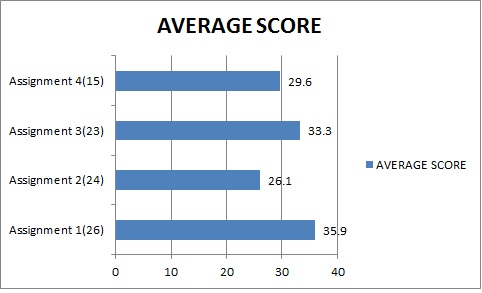 AVERAGE SCORE
Assignment 4(15)
29.6
Assignment 3(23)
33.3
AVERAGE SCORE
Assignment 2(24)
26.1
Assignment 1(26)
35.9
0 10 20 30 40